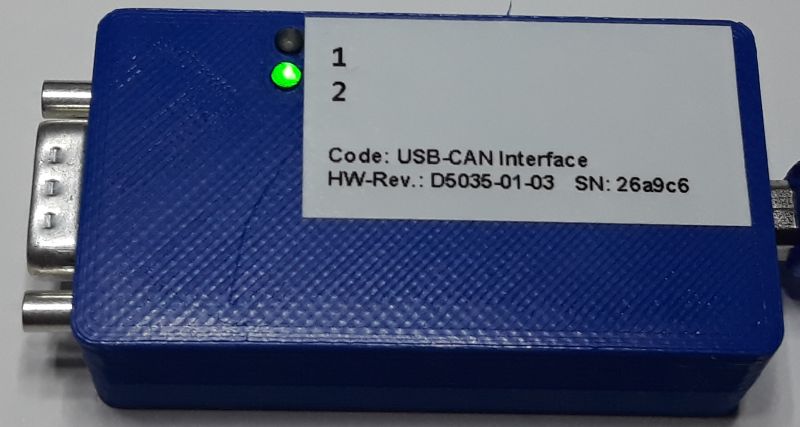 1
2
Code: USB-CAN Interface
HW-Rev.: D5035-01-03 SN: 26a9c6